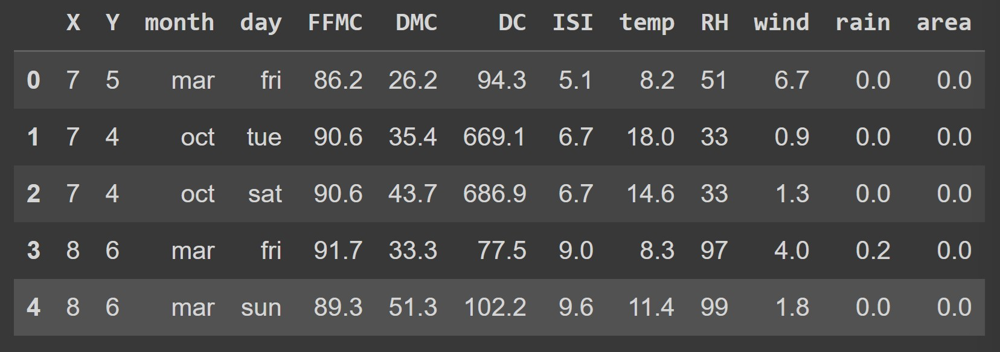 X Y month day FFMC DMC DC ISI temp RH wind rain area
0 7 5 mar fri 86.2 26.2 94.3 5.1 8.2 51 6.7 0.0 0.0
1 7 4 oct tue 90.6 35.4 669.1 6.7 18.0 33 0.9 0.0 0.0
2 7 4 oct sat 90.6 43.7 686.9 6.7 14.6 33 1.3 0.0 0.0
3 8 6 mar fri 91.7 33.3 77.5 9.0 8.3 97 4.0 0.2 0.0
4 8 6 mar sun 89.3 51.3 102.2 9.6 11.4 99 1.8 0.0 0.0